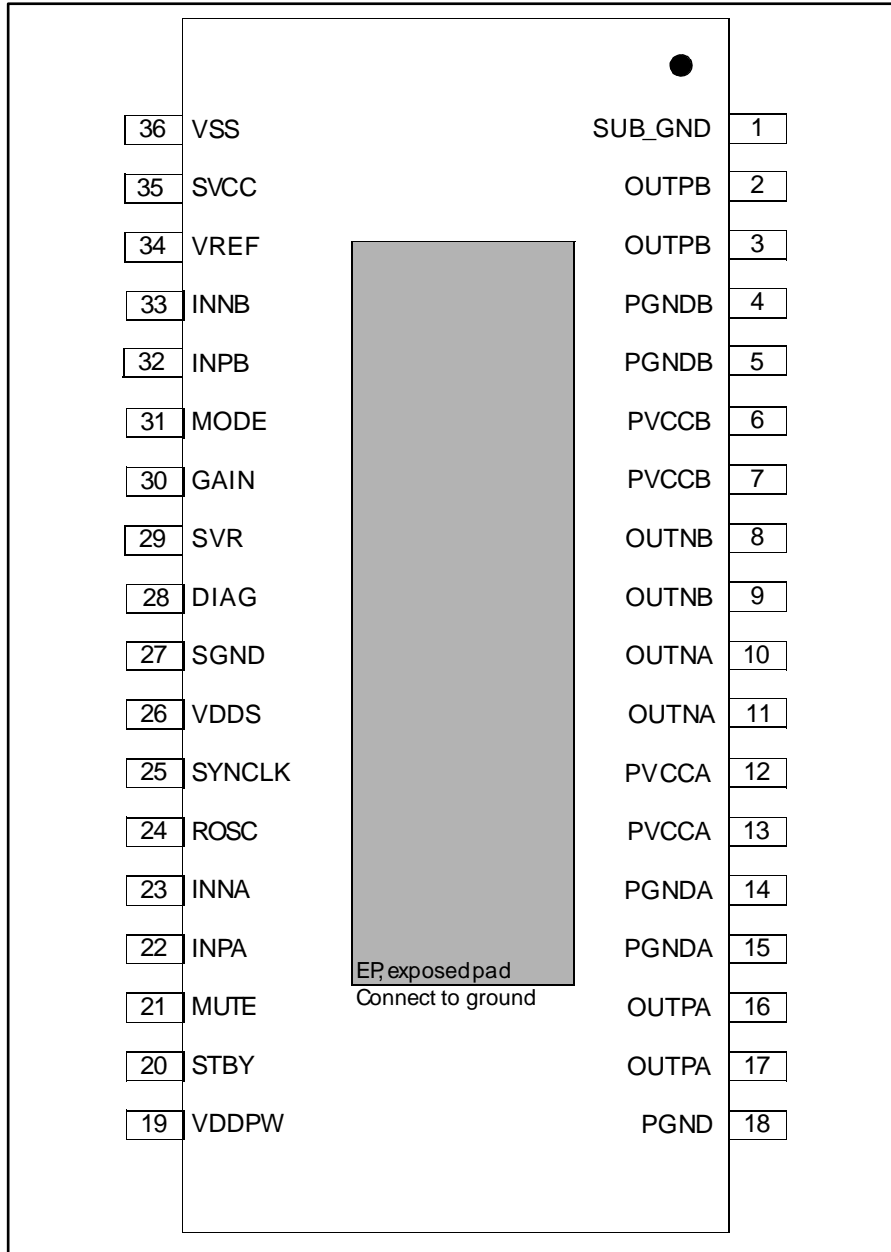 36 VSS SUB_GND 1
35 SVCC OUTPB 2
34 VREF OUTPB 3
33 INNB PGNDB 4
32 INPB PGNDB 5
31 MODE PVCCB 6
30 GAIN PVCCB 7
29 SVR OUTNB 8
28 DIAG OUTNB 9
27 SGND OUTNA 10
26 VDDS OUTNA 11
25 SYNCLK PVCCA 12
24 ROSC PVCCA 13
23 INNA PGNDA 14
22 INPA PGNDA 15
EP, exposed pad
Connect to ground
21 MUTE OUTPA 16
20 STBY OUTPA 17
19 VDDPW PGND 18